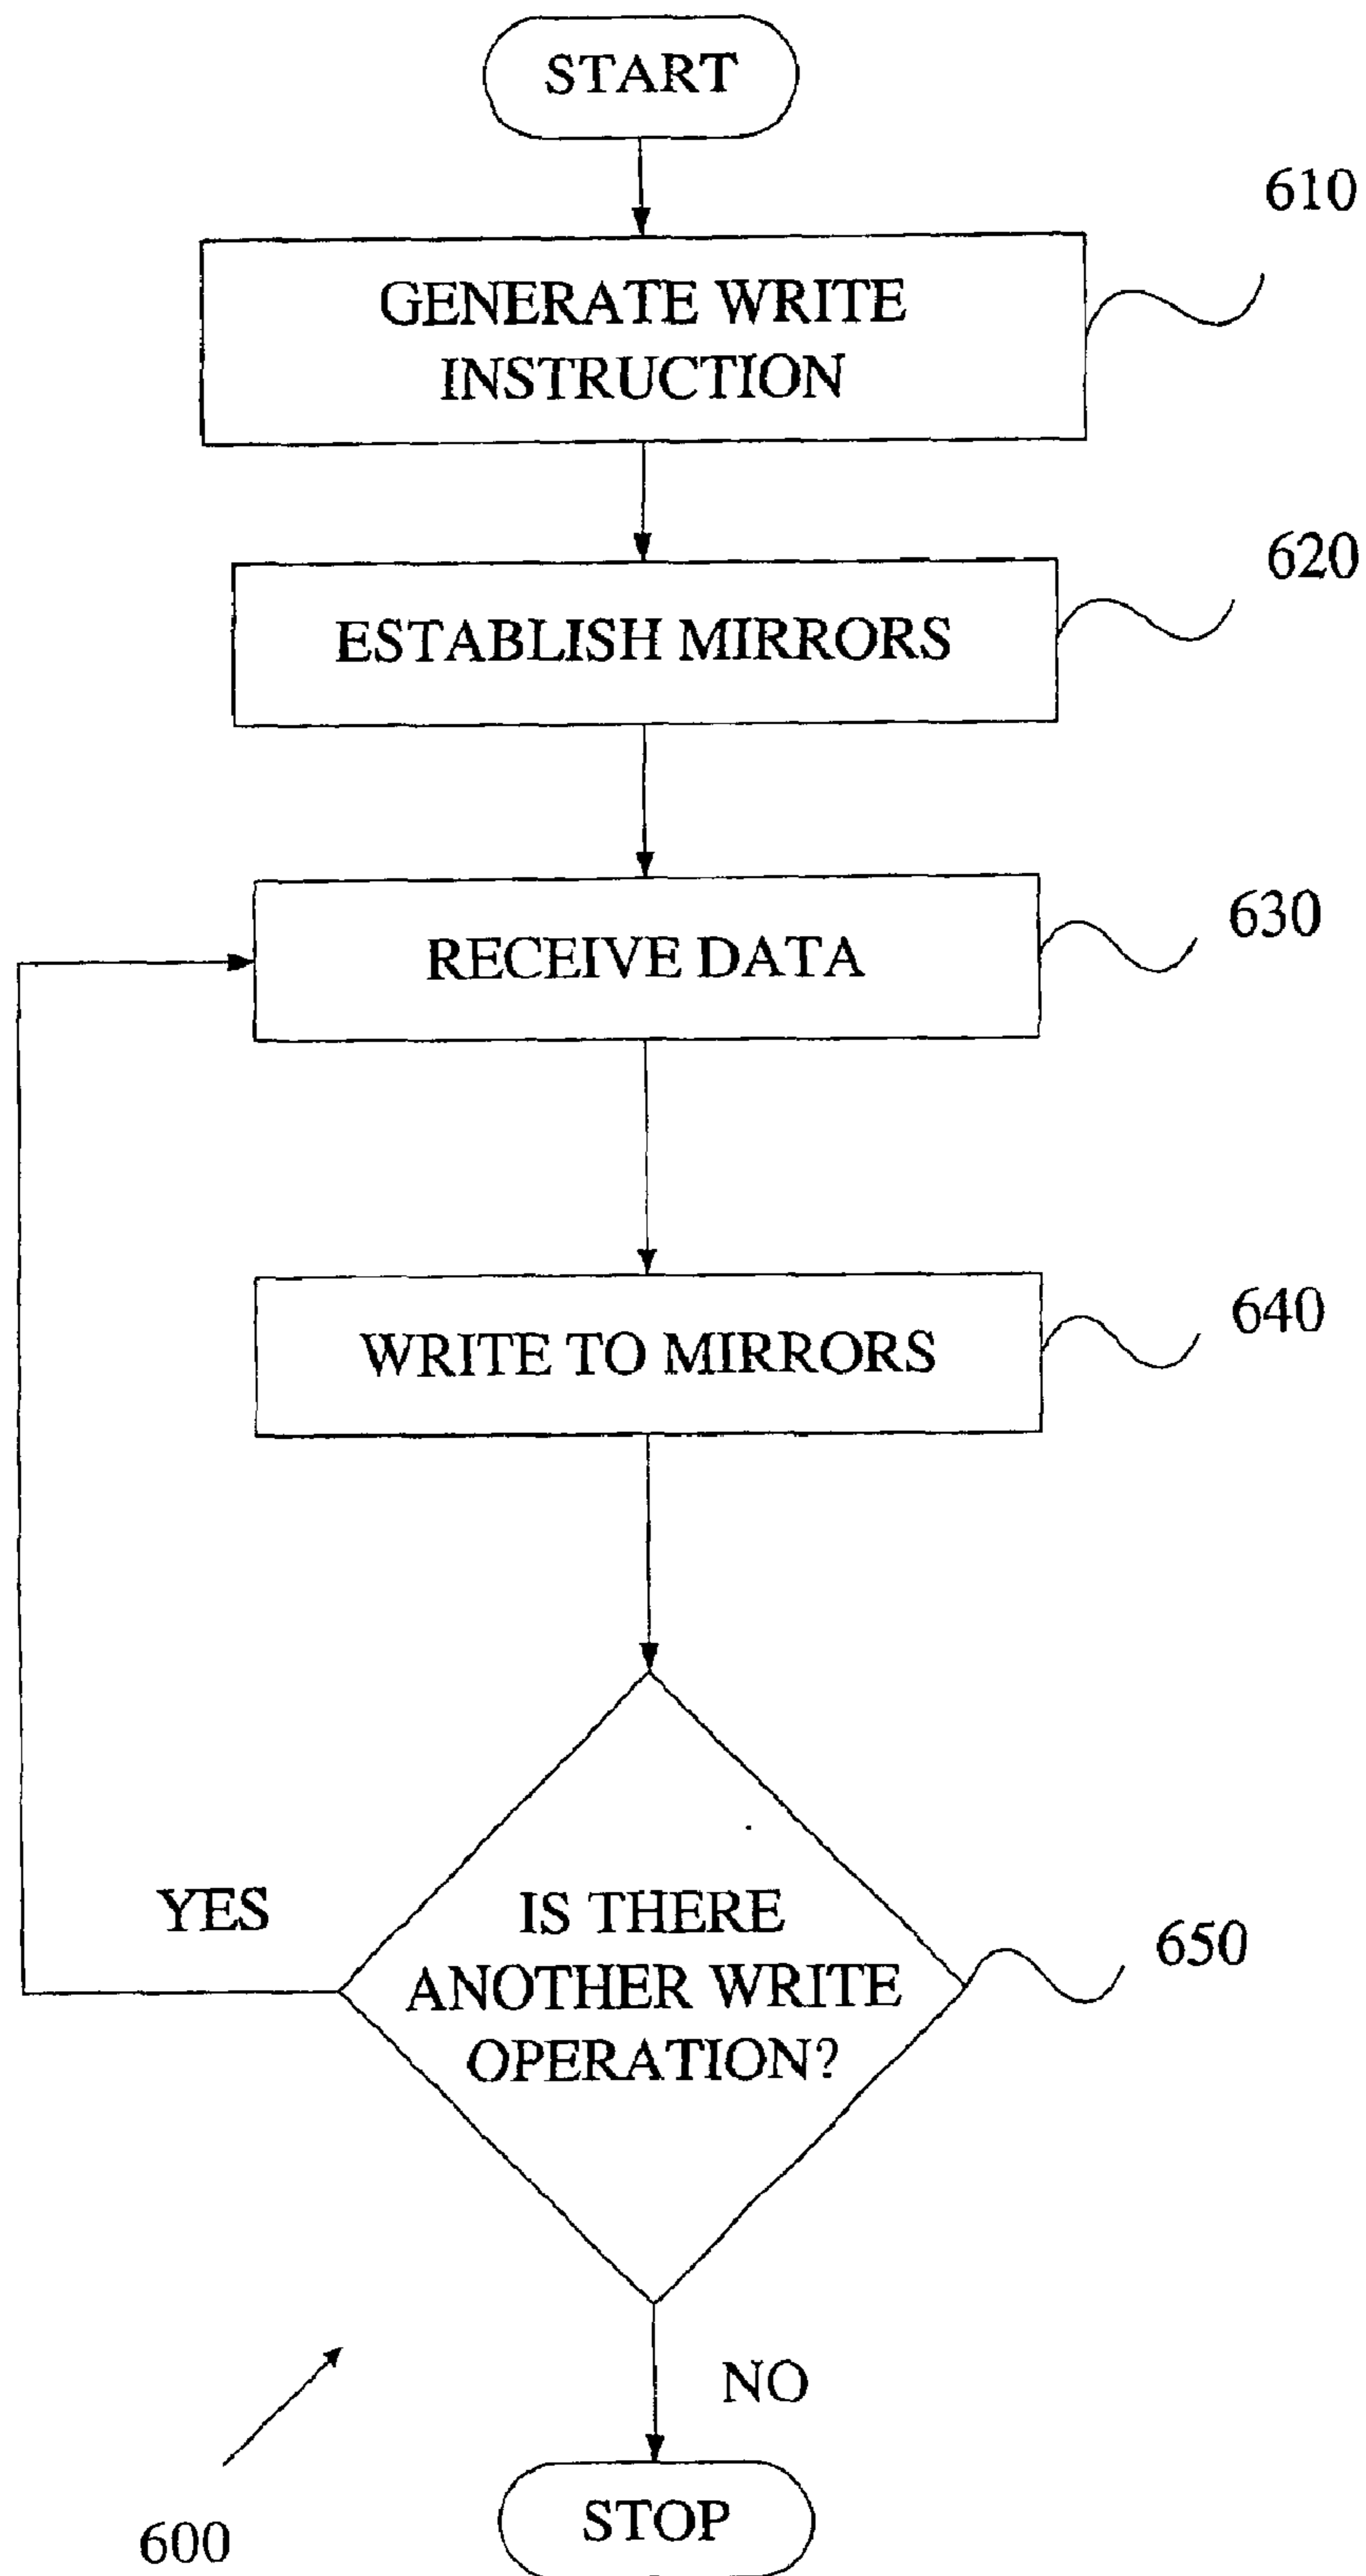 START
610
GENERATE WRITE
INSTRUCTION
620
ESTABLISH MIRRORS
630
RECEIVE DATA
640
WRITE TO MIRRORS
YES
IS THERE
ANOTHER WRITE
OPERATION?
650
NO
STOP
600